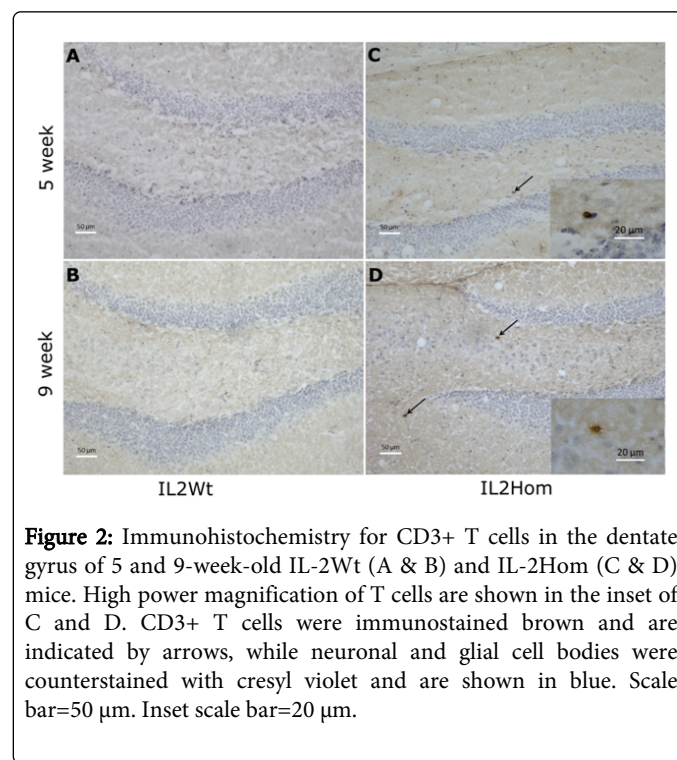 A
C
5 week
50 µm
50 µm
20 µm
B
D
9 week
50 µm
50 µm
20 µm
IL2Wt
IL2Hom
Figure 2: Immunohistochemistry for CD3+ T cells in the dentate
gyrus of 5 and 9-week-old IL-2Wt (A & B) and IL-2Hom (C & D)
mice. High power magnification of T cells are shown in the inset of
C and D. CD3+ T cells were immunostained brown and are
indicated by arrows, while neuronal and glial cell bodies were
counterstained with cresyl violet and are shown in blue. Scale
bar=50 µm. Inset scale bar=20 µm.